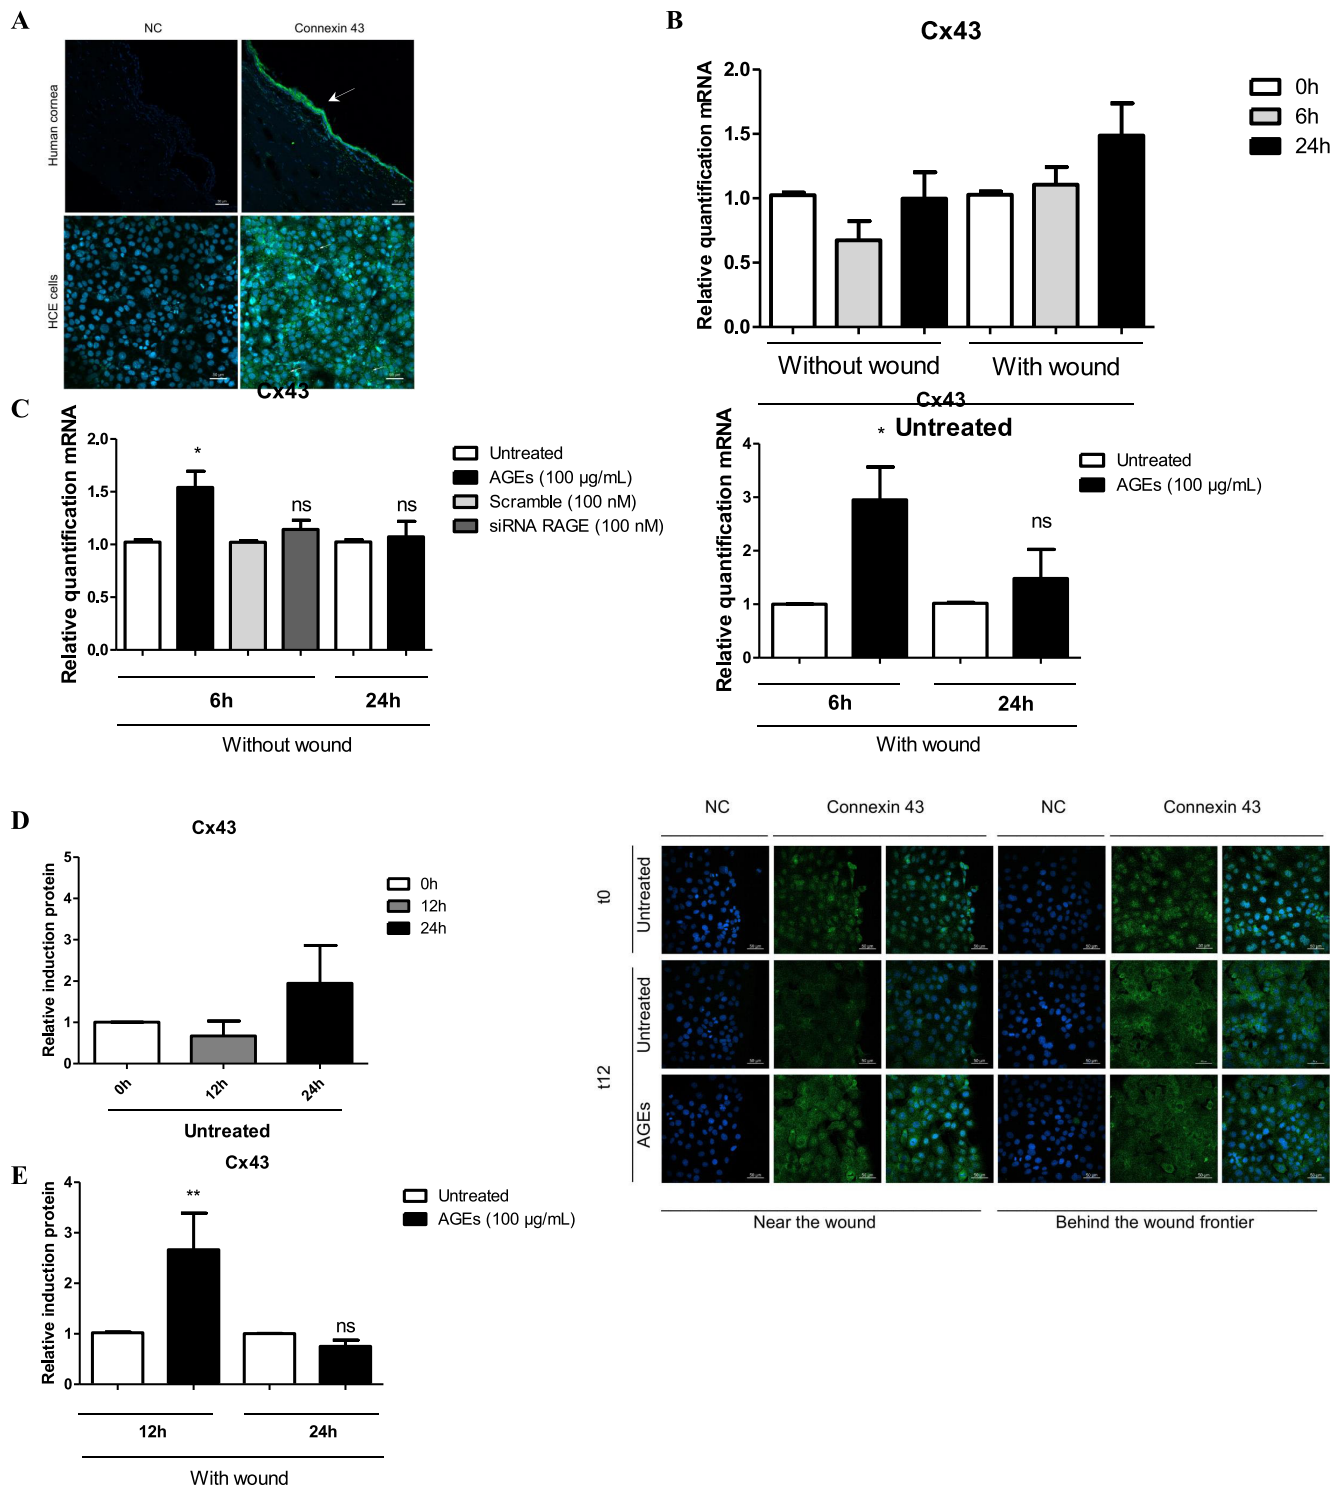 A
NC
Connexin 43
Human cornea
HCE cells
B
Cx43
Relative quantification mRNA
2.0
1.5
1.0
0.5
0.0
0h
6h
24h
Without wound
With wound
Untreated
C
Cx43
Relative quantification mRNA
2.0
1.5
1.0
0.5
0.0
*
ns
ns
Untreated
AGEs (100 µg/mL)
Scramble (100 nM)
siRNA RAGE (100 nM)
6h
24h
Without wound
Cx43
Relative quantification mRNA
4
3
2
1
0
*
ns
Untreated
AGEs (100 µg/mL)
6h
24h
With wound
D
Cx43
Relative induction protein
5
4
3
2
1
0
0h
12h
24h
0h
12h
24h
Untreated
NC
Connexin 43
NC
Connexin 43
t0
Untreated
t12
Untreated
AGEs
Near the wound
Behind the wound frontier
E
Cx43
Relative induction protein
4
3
2
1
0
**
ns
Untreated
AGEs (100 µg/mL)
12h
24h
With wound